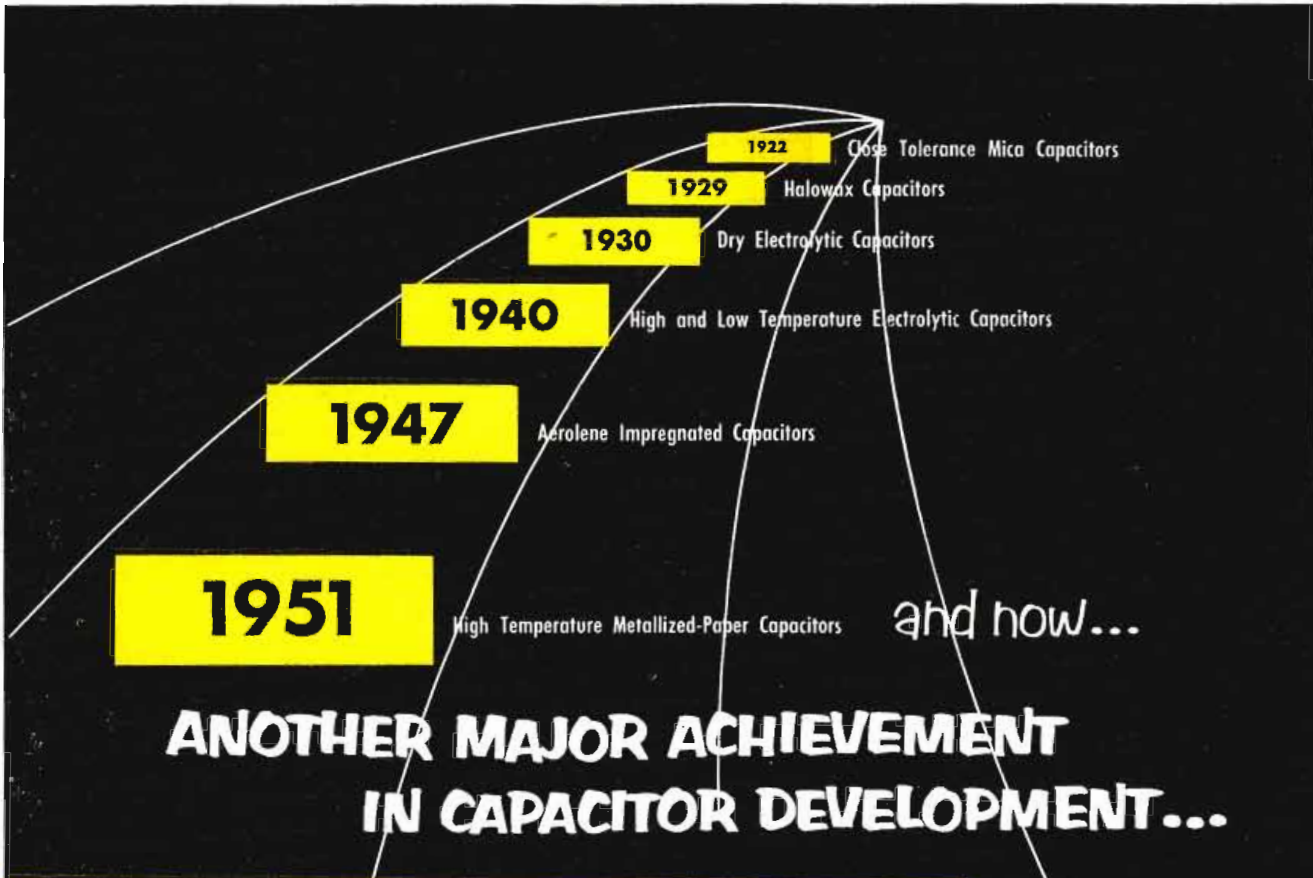 1922 Close Tolerance Mica Capacitors
1929 Halowax Capacitors
1930 Dry Electrolytic Capacitors
1940 High and Low Temperature Electrolytic Capacitors
1947 Aerolene Impregnated Capacitors
1951 High Temperature Metallized-Paper Capacitors and now...
ANOTHER MAJOR ACHIEVEMENT
IN CAPACITOR DEVELOPMENT...